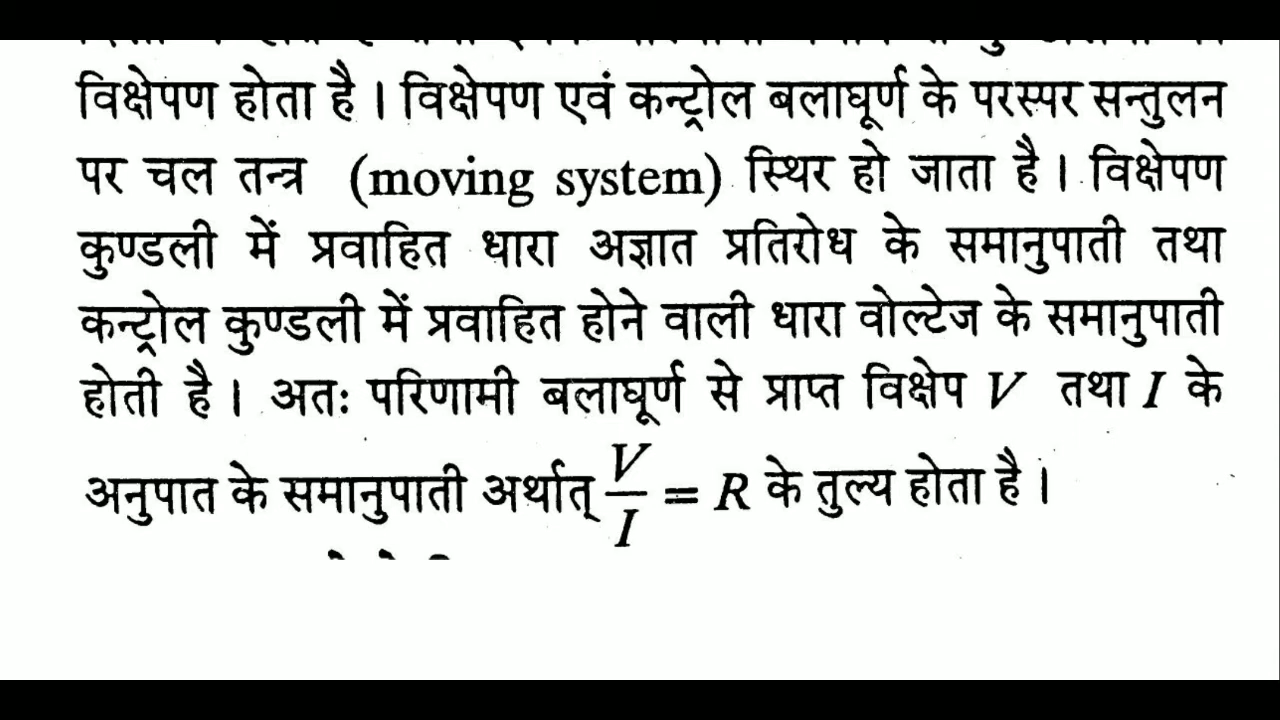 विक्षेपण होता है । विक्षेपण एवं कन्ट्रोल बलाघूर्ण के परस्पर सन्तुलन
पर चल तन्त्र (moving system) स्थिर हो जाता है । विक्षेपण
कुण्डली में प्रवाहित धारा अज्ञात प्रतिरोध के समानुपाती तथा
कन्ट्रोल कुण्डली में प्रवाहित होने वाली धारा वोल्टेज के समानुपाती
होती है । अतः परिणामी बलाघूर्ण से प्राप्त विक्षेप V तथा I के
अनुपात के समानुपाती अर्थात् V/I = R के तुल्य होता है ।